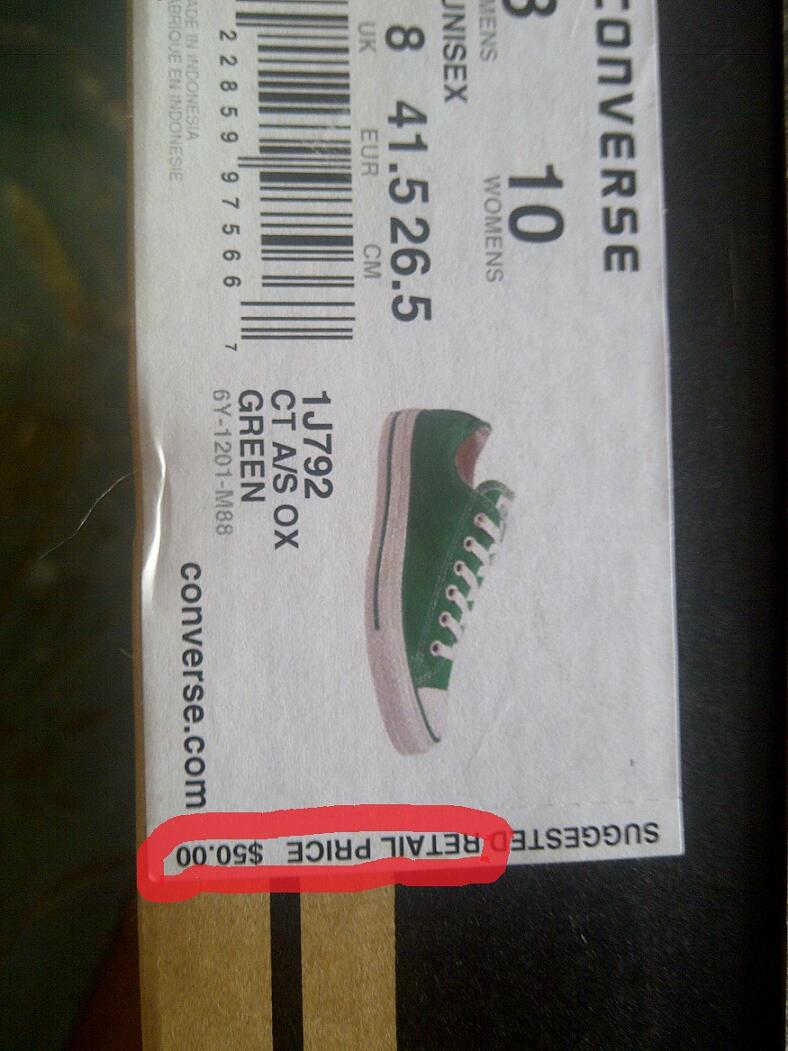 CONVERSE
10
MENS WOMENS
UNISEX
8 41.5 26.5
UK EUR CM
2 2 8 5 9 9 7 5 6 6 7
MADE IN INDONESIA
FABRIQUE EN INDONESIE
1J792
CT A/S OX
GREEN
6Y-1201-M88
converse.com
SUGGESTED RETAIL PRICE $50.00